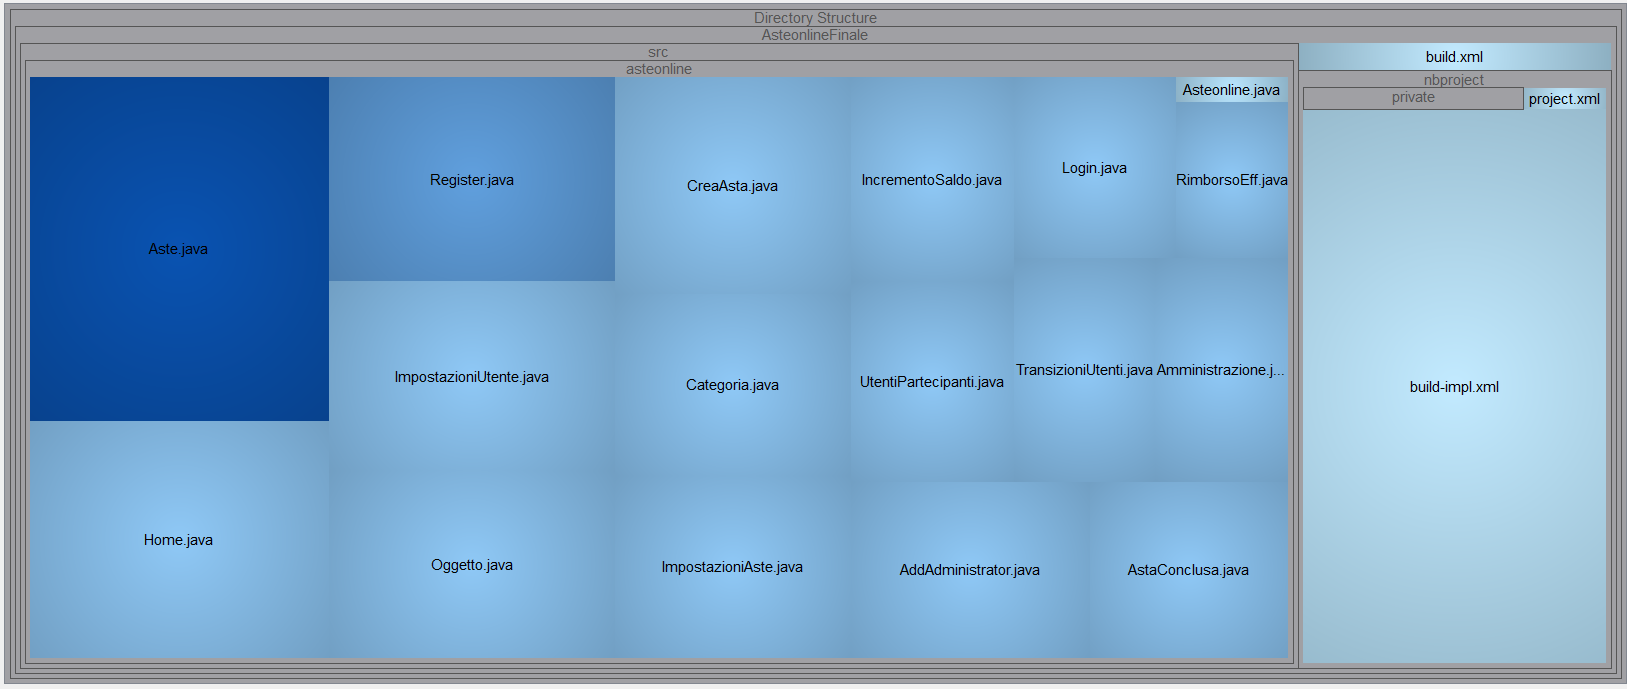 Directory Structure
AsteonlineFinale
src
asteonline
Aste.java
Home.java
Register.java
ImpostazioniUtente.java
Oggetto.java
CreaAsta.java
Categoria.java
ImpostazioniAste.java
IncrementoSaldo.java
UtentiPartecipanti.java
Login.java
Asteonline.java
RimborsoEff.java
TransizioniUtenti.java
Amministrazione.j...
AddAdministrator.java
AstaConclusa.java
build.xml
nbproject
private
project.xml
build-impl.xml